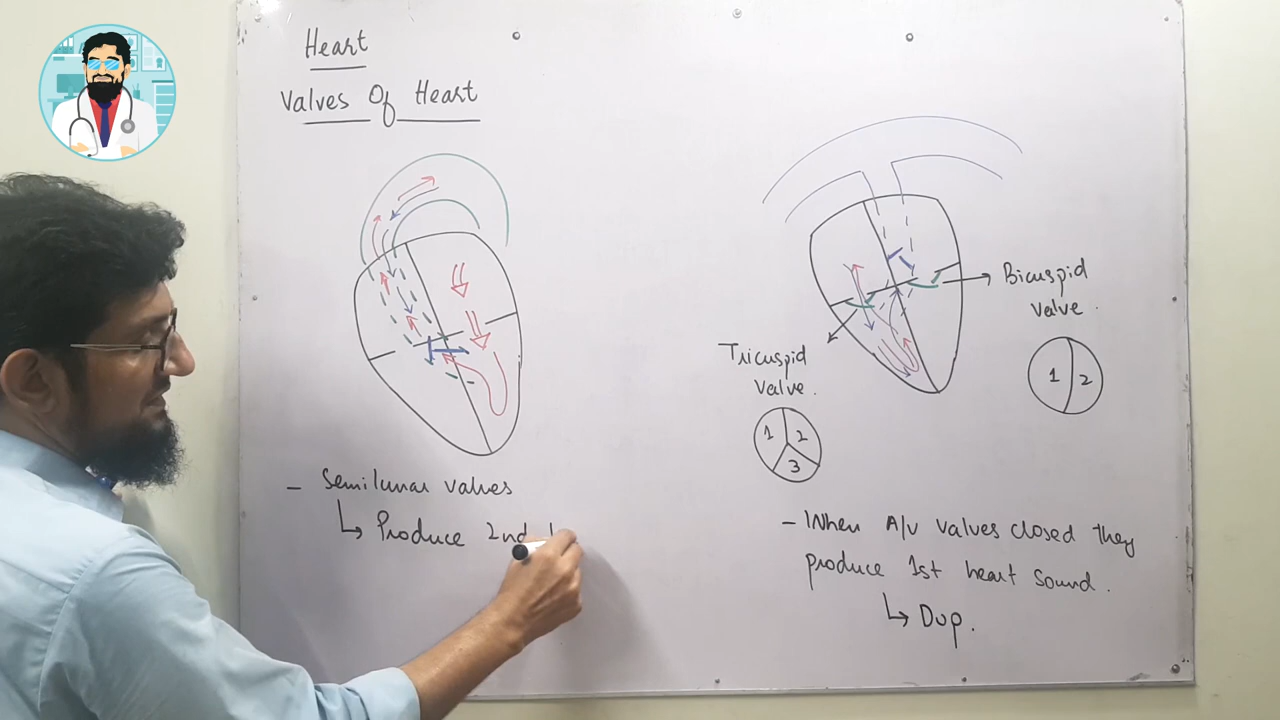 Heart
Valves Of Heart
- Semilunar valves
↳ Produce 2nd
Bicuspid
valve.
1 2
Tricuspid
valve.
1 2
3
- When A/V valves closed they
produce 1st heart sound.
↳ Dup.